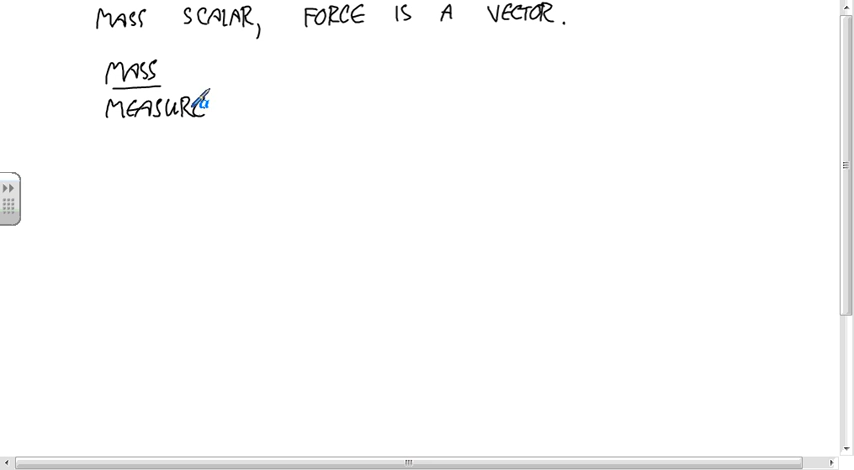 MASS SCALAR, FORCE IS A VECTOR.
MASS
MEASURE